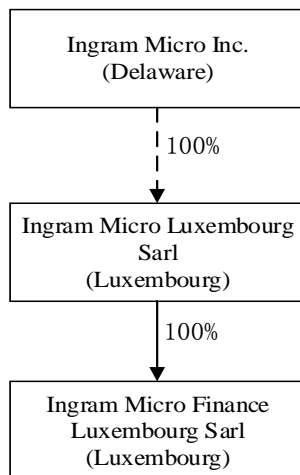 Ingram Micro Inc.
(Delaware)
100%
Ingram Micro Luxembourg
Sarl
(Luxembourg)
100%
Ingram Micro Finance
Luxembourg Sarl
(Luxembourg)